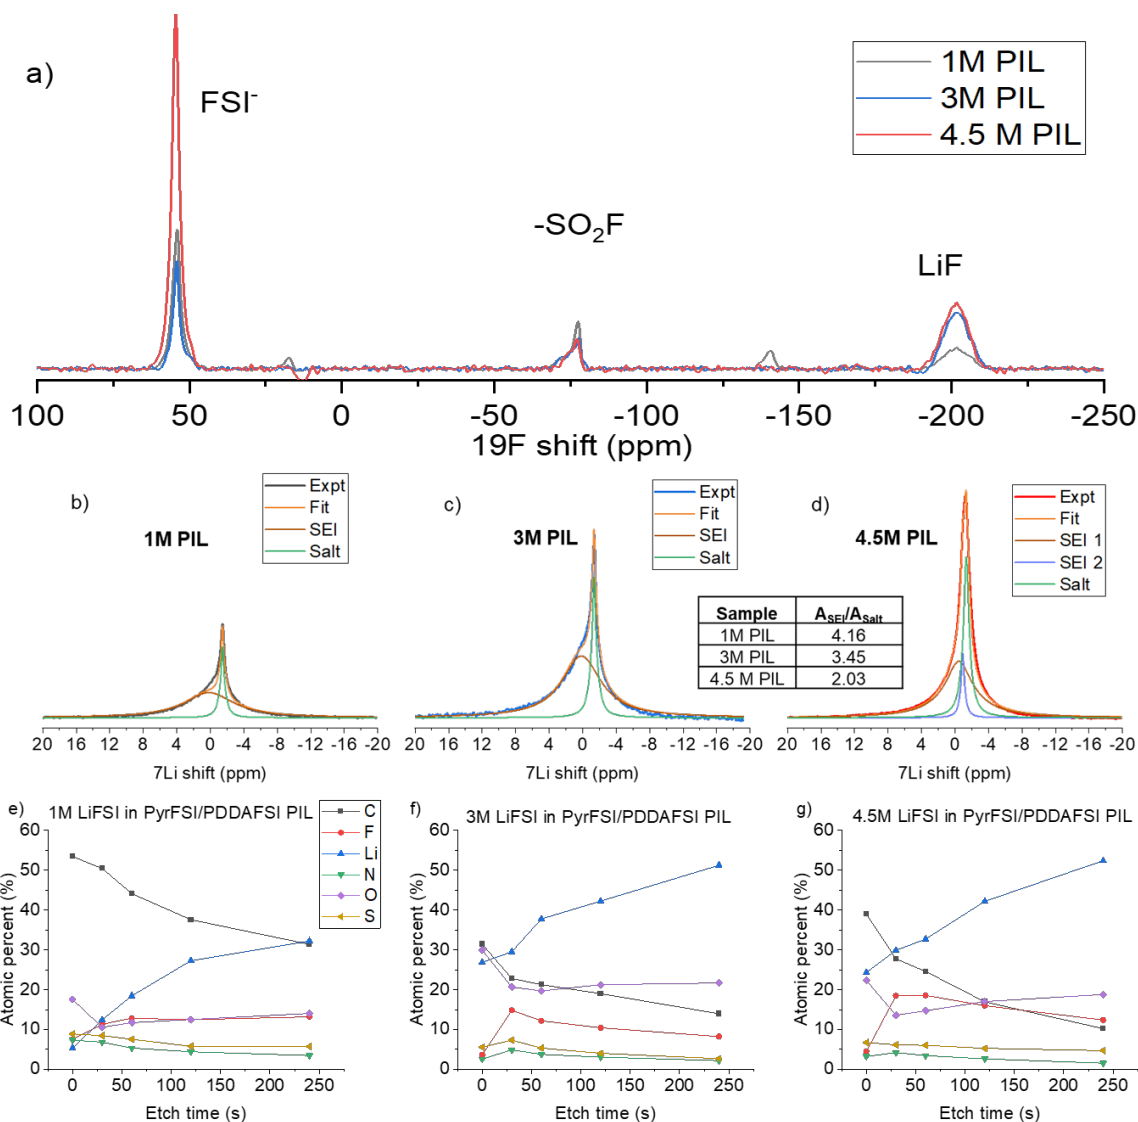 a)
FSI⁻
-SO₂F
LiF
1M PIL
3M PIL
4.5 M PIL
100 50 0 -50 -100 -150 -200 -250
19F shift (ppm)
b)
1M PIL
Expt
Fit
SEI
Salt
20 16 12 8 4 0 -4 -8 -12 -16 -20
7Li shift (ppm)
c)
3M PIL
Expt
Fit
SEI
Salt
20 16 12 8 4 0 -4 -8 -12 -16 -20
7Li shift (ppm)
Sample A_SEI/A_Salt
1M PIL 4.16
3M PIL 3.45
4.5 M PIL 2.03
d)
4.5M PIL
Expt
Fit
SEI 1
SEI 2
Salt
20 16 12 8 4 0 -4 -8 -12 -16 -20
7Li shift (ppm)
e) 1M LiFSI in PyrFSI/PDDAFSI PIL
C
F
Li
N
O
S
Atomic percent (%)
60
50
40
30
20
10
0
0 50 100 150 200 250
Etch time (s)
f) 3M LiFSI in PyrFSI/PDDAFSI PIL
Atomic percent (%)
60
50
40
30
20
10
0
0 50 100 150 200 250
Etch time (s)
g) 4.5M LiFSI in PyrFSI/PDDAFSI PIL
Atomic percent (%)
60
50
40
30
20
10
0
0 50 100 150 200 250
Etch time (s)